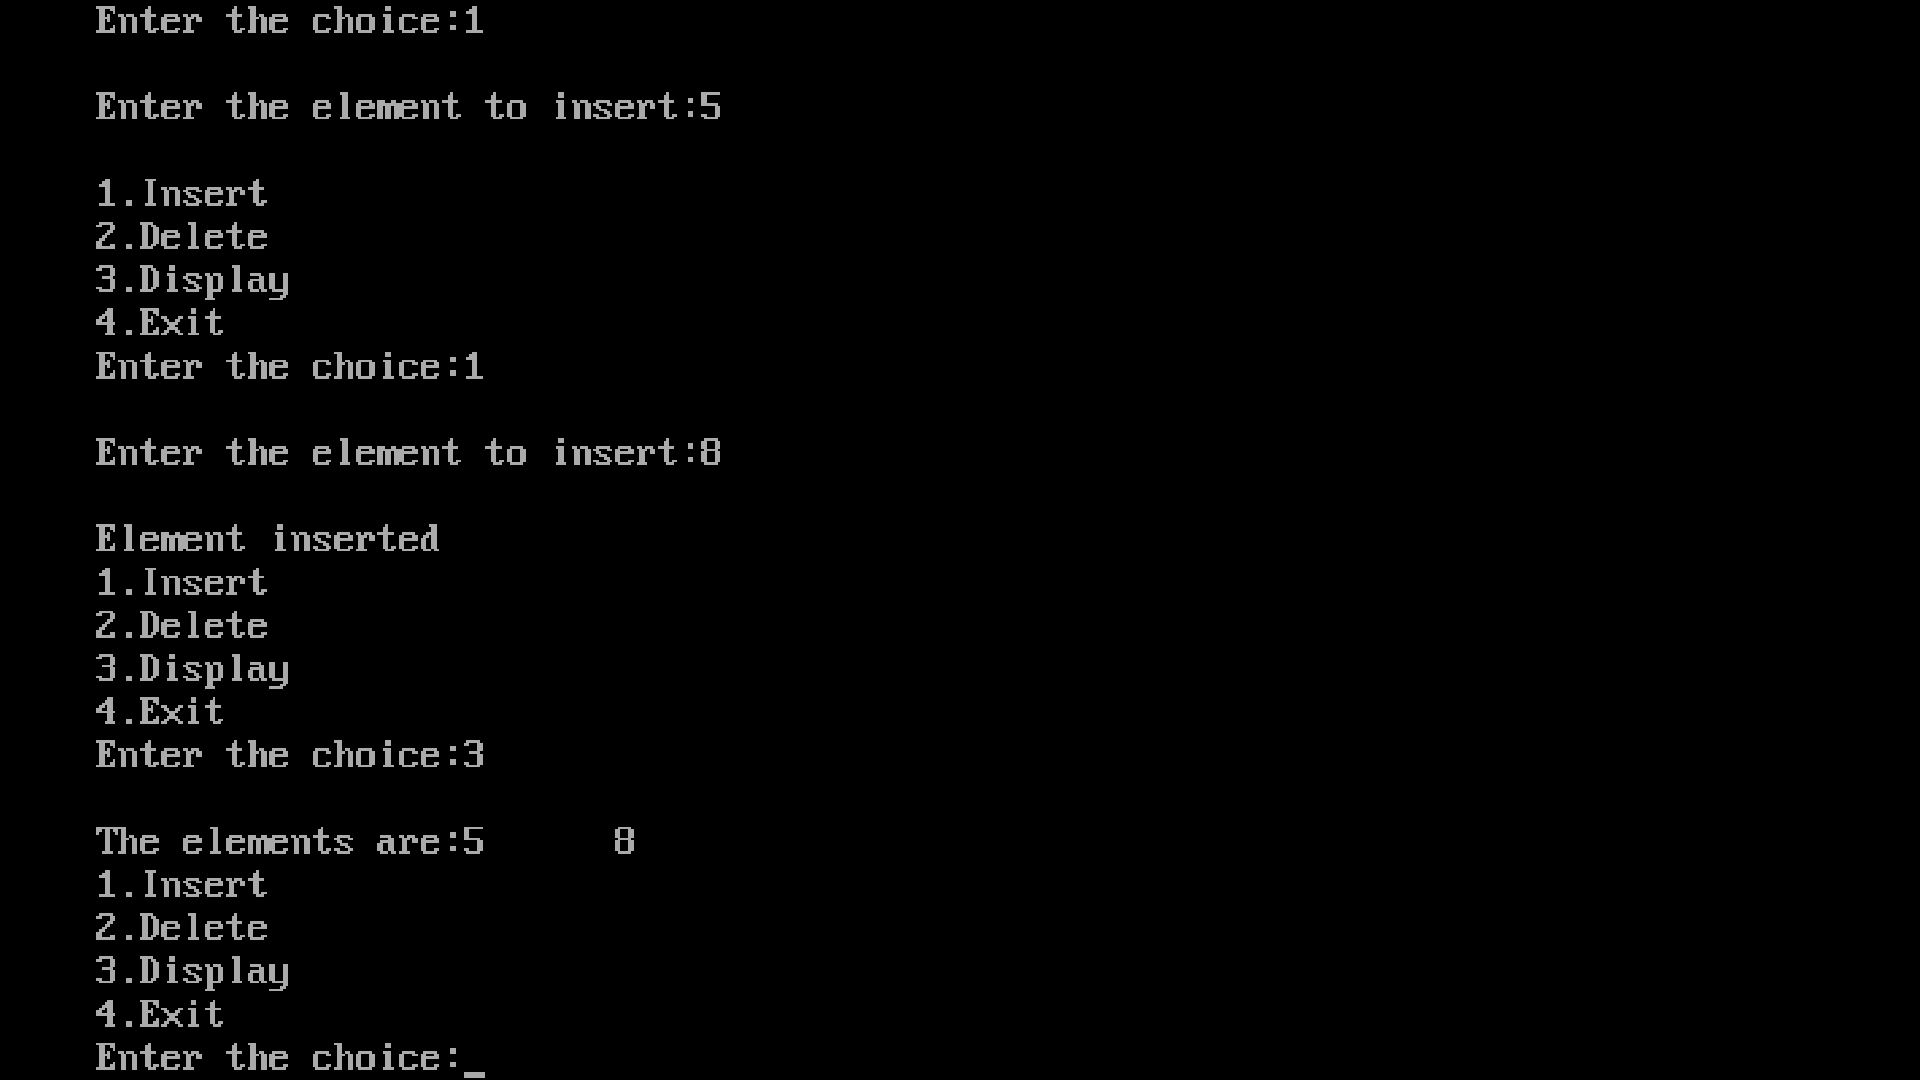 Enter the choice:1
Enter the element to insert:5
1.Insert
2.Delete
3.Display
4.Exit
Enter the choice:1
Enter the element to insert:8
Element inserted
1.Insert
2.Delete
3.Display
4.Exit
Enter the choice:3
The elements are:5      8
1.Insert
2.Delete
3.Display
4.Exit
Enter the choice:_